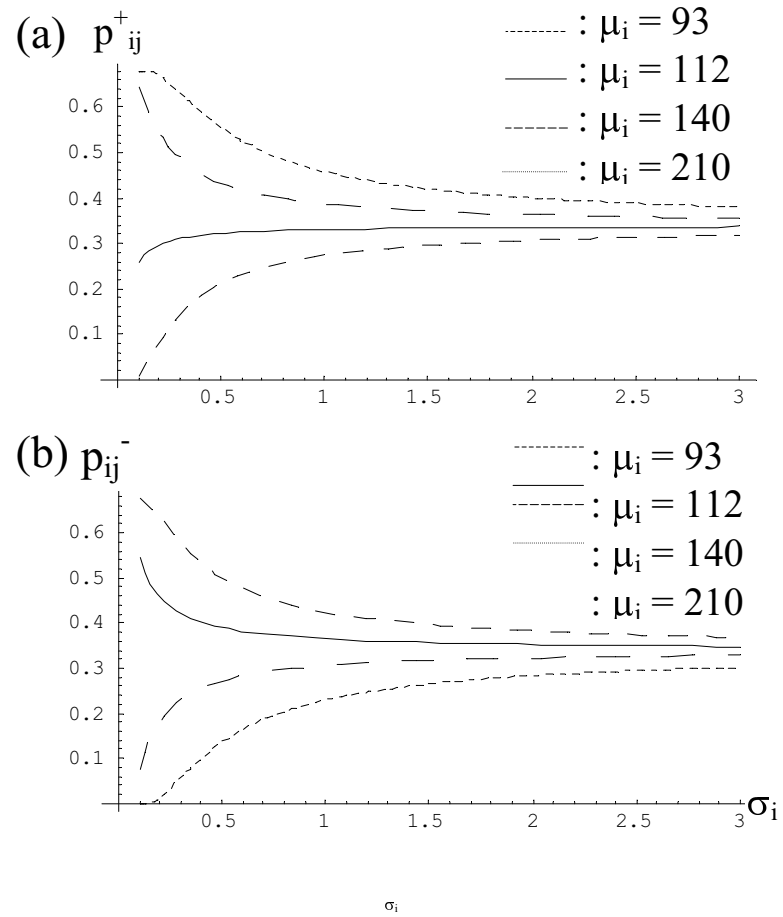 (a) p⁺ij
: μi = 93
: μi = 112
: μi = 140
: μi = 210
0.6
0.5
0.4
0.3
0.2
0.1
0.5 1 1.5 2 2.5 3
(b) pij⁻
: μi = 93
: μi = 112
: μi = 140
: μi = 210
0.6
0.5
0.4
0.3
0.2
0.1
σi
0.5 1 1.5 2 2.5 3
σi